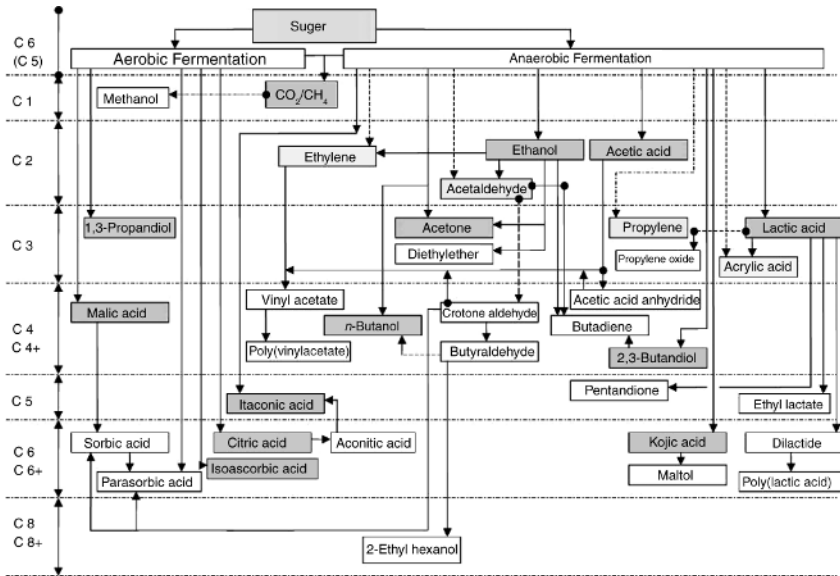 Suger
C 6
(C 5)
Aerobic Fermentation
Anaerobic Fermentation
C 1
Methanol
CO₂/CH₄
C 2
Ethylene
Ethanol
Acetic acid
Acetaldehyde
C 3
1,3-Propandiol
Acetone
Propylene
Lactic acid
Diethylether
Propylene oxide
Acrylic acid
Vinyl acetate
Acetic acid anhydride
C 4
C 4+
Malic acid
n-Butanol
Crotone aldehyde
Butadiene
Poly(vinylacetate)
Butyraldehyde
2,3-Butandiol
C 5
Pentandione
Itaconic acid
Ethyl lactate
C 6
C 6+
Sorbic acid
Citric acid
Aconitic acid
Kojic acid
Dilactide
Isoascorbic acid
Parasorbic acid
Maltol
Poly(lactic acid)
C 8
C 8+
2-Ethyl hexanol